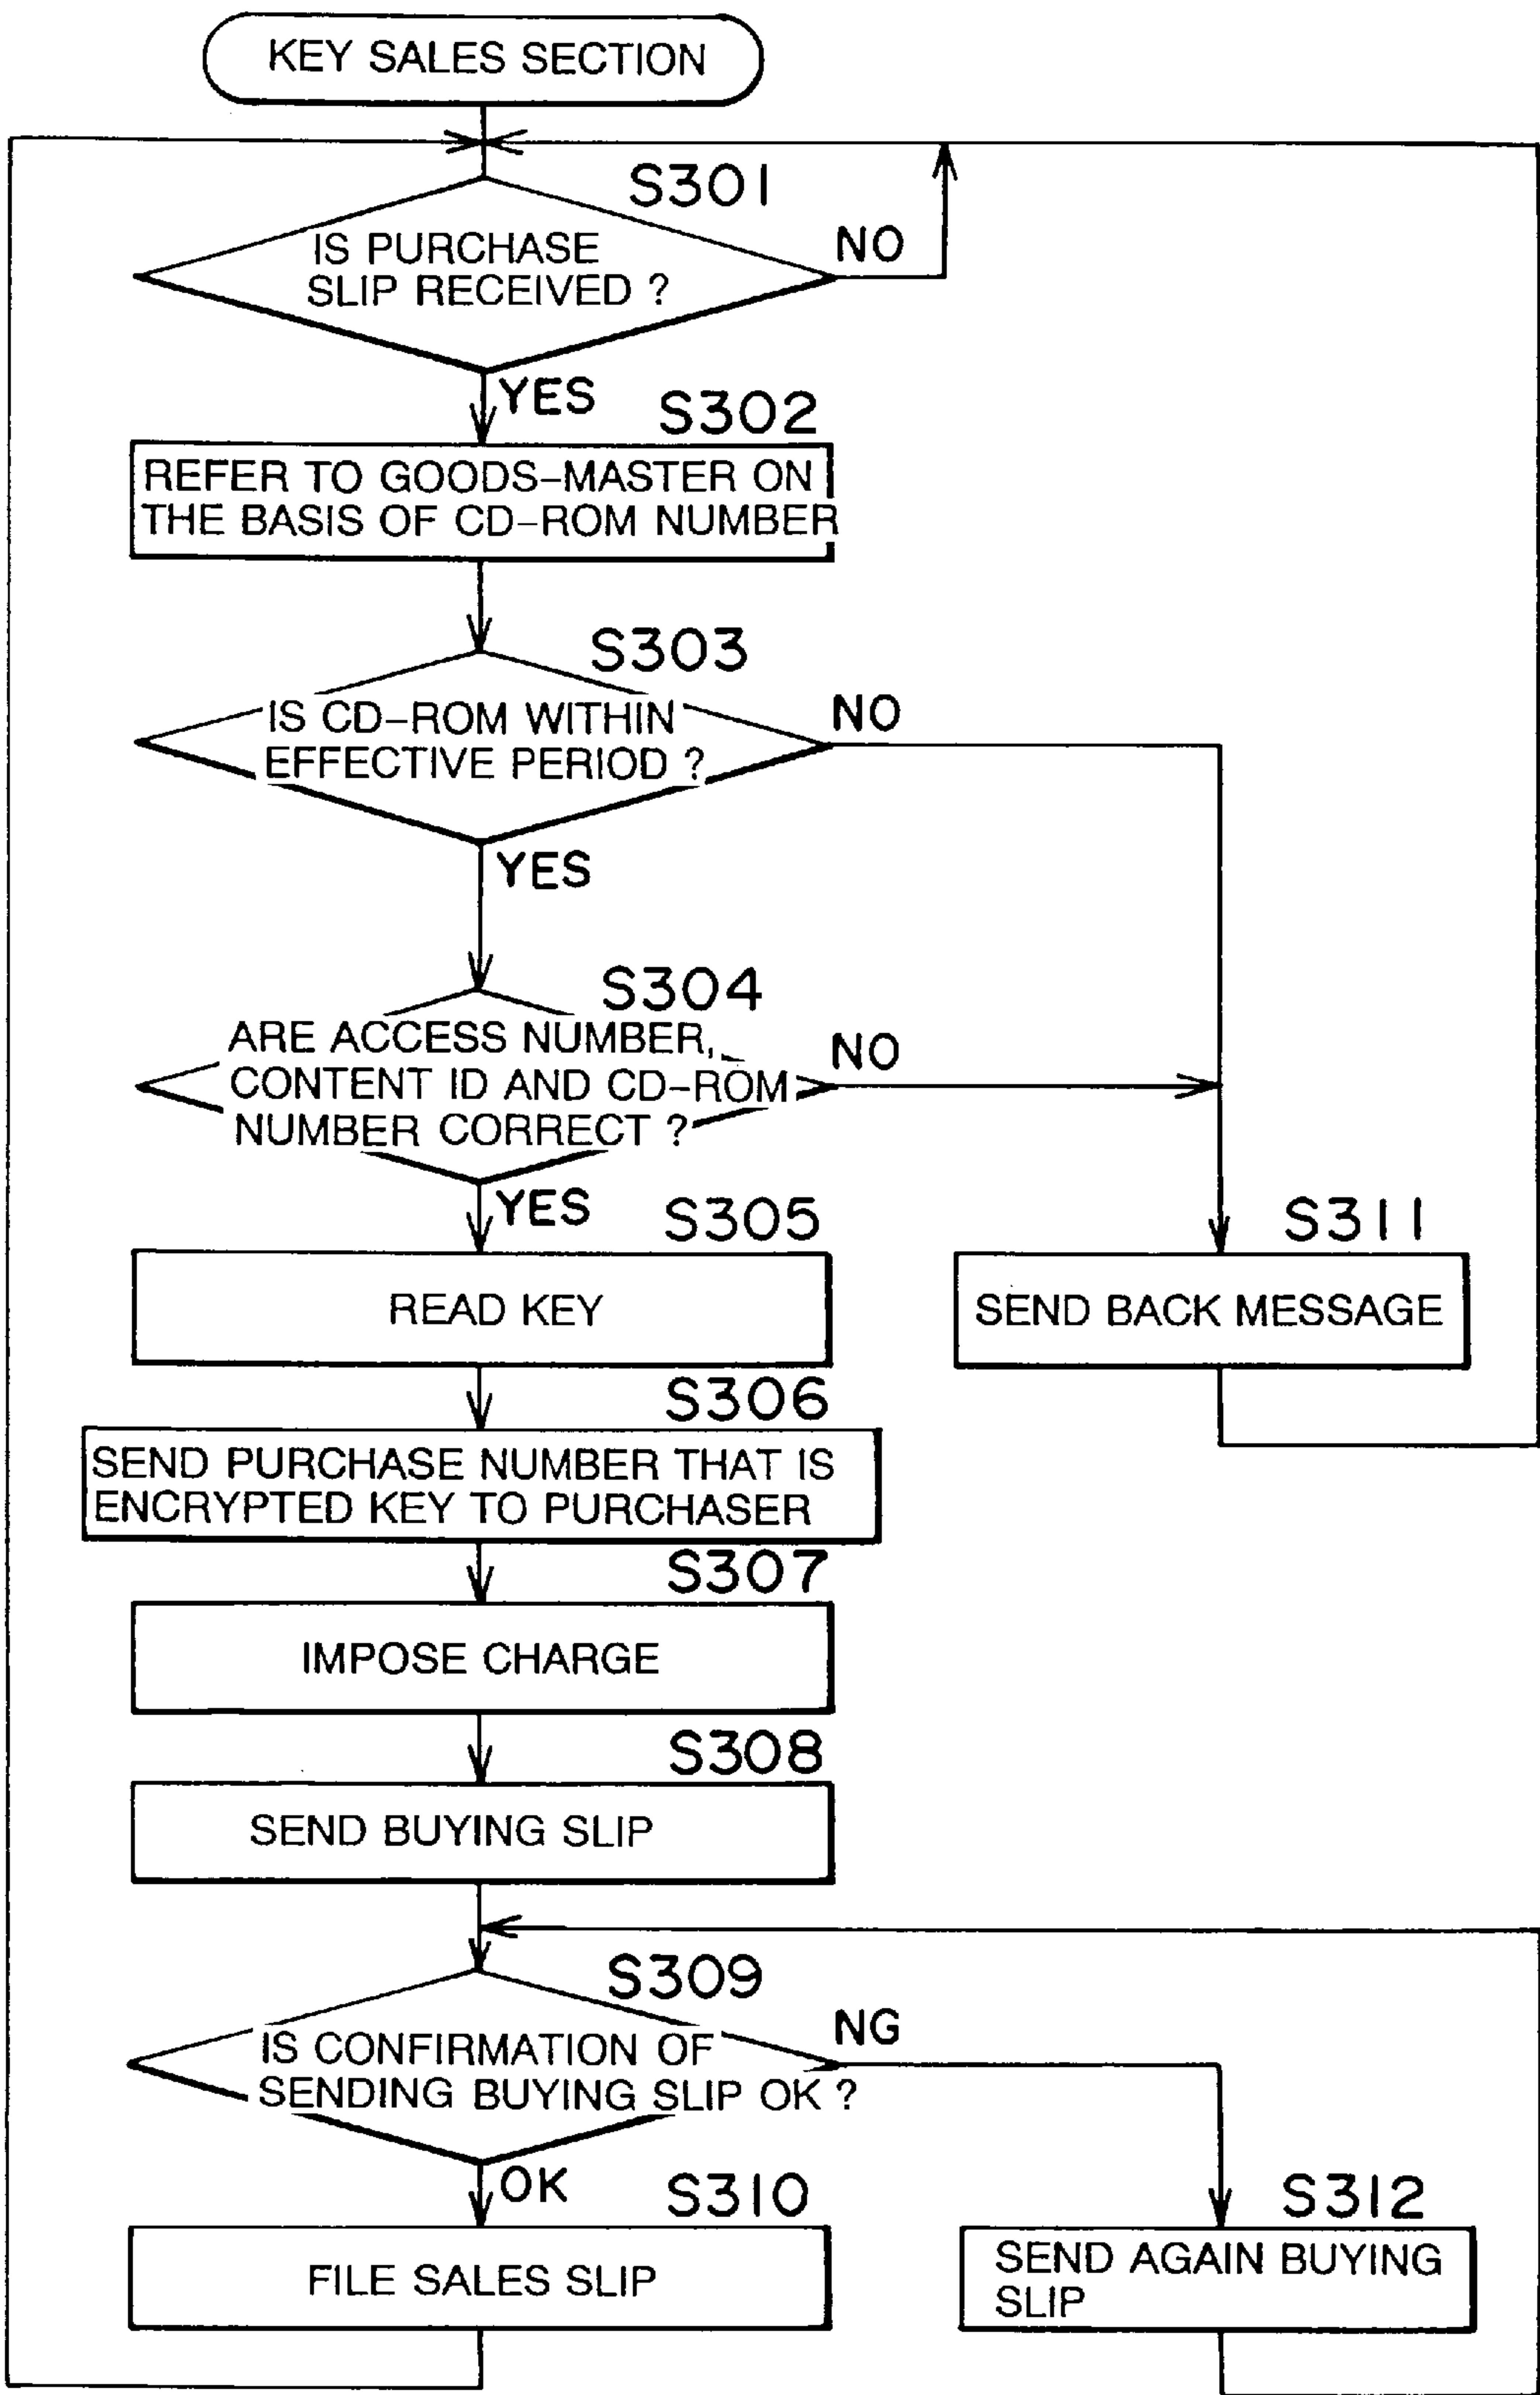 KEY SALES SECTION
S301
IS PURCHASE
SLIP RECEIVED ?
NO
YES
S302
REFER TO GOODS-MASTER ON
THE BASIS OF CD-ROM NUMBER
S303
IS CD-ROM WITHIN
EFFECTIVE PERIOD ?
NO
YES
S304
ARE ACCESS NUMBER,
CONTENT ID AND CD-ROM
NUMBER CORRECT ?
NO
YES
S305
READ KEY
S311
SEND BACK MESSAGE
S306
SEND PURCHASE NUMBER THAT IS
ENCRYPTED KEY TO PURCHASER
S307
IMPOSE CHARGE
S308
SEND BUYING SLIP
S309
IS CONFIRMATION OF
SENDING BUYING SLIP OK ?
NG
OK
S310
FILE SALES SLIP
S312
SEND AGAIN BUYING
SLIP